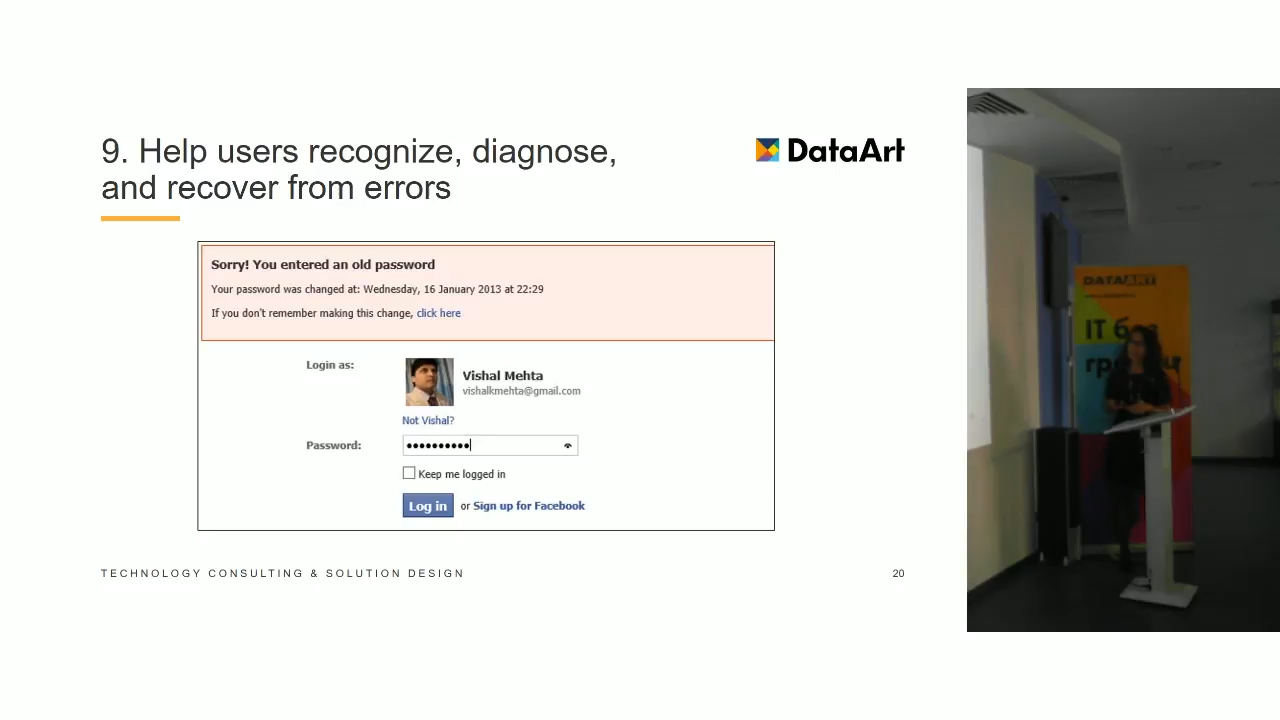 9. Help users recognize, diagnose,
and recover from errors
DataArt
Sorry! You entered an old password
Your password was changed at: Wednesday, 16 January 2013 at 22:29
If you don't remember making this change, click here
Login as:
Vishal Mehta
vishalkmehta@gmail.com
Not Vishal?
Password:
Keep me logged in
Log in or Sign up for Facebook
TECHNOLOGY CONSULTING & SOLUTION DESIGN
20
DATAART
IT без